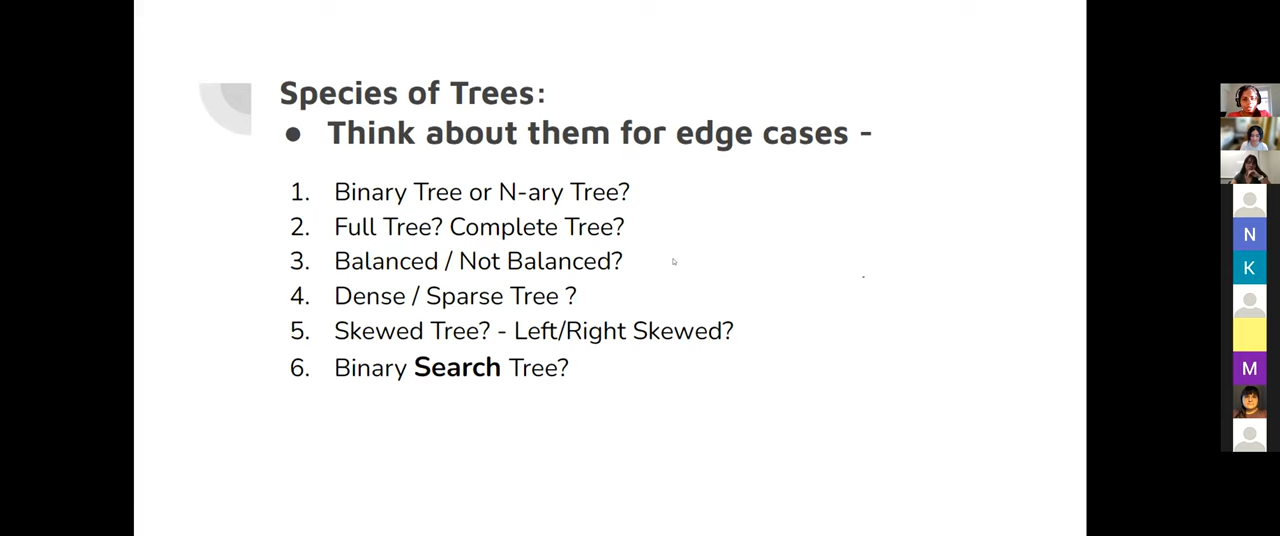 Species of Trees:
● Think about them for edge cases -
1. Binary Tree or N-ary Tree?
2. Full Tree? Complete Tree?
3. Balanced / Not Balanced?
4. Dense / Sparse Tree ?
5. Skewed Tree? - Left/Right Skewed?
6. Binary Search Tree?
N
K
M